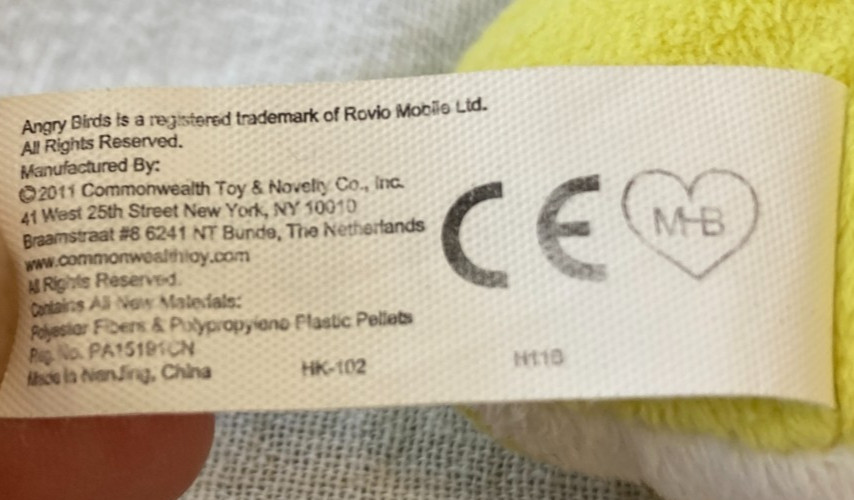 Angry Birds is a registered trademark of Rovio Mobile Ltd.
All Rights Reserved.
Manufactured By:
©2011 Commonwealth Toy & Novelty Co., Inc.
41 West 25th Street New York, NY 10010
Braamstraat #8 6241 NT Bunde, The Netherlands
www.commonwealthtoy.com
All Rights Reserved.
Contains All New Materials:
Polyester Fibers & Polypropylene Plastic Pellets
Reg. No. PA15191CN
Made in NanJing, China
HK-102
CE
MHB